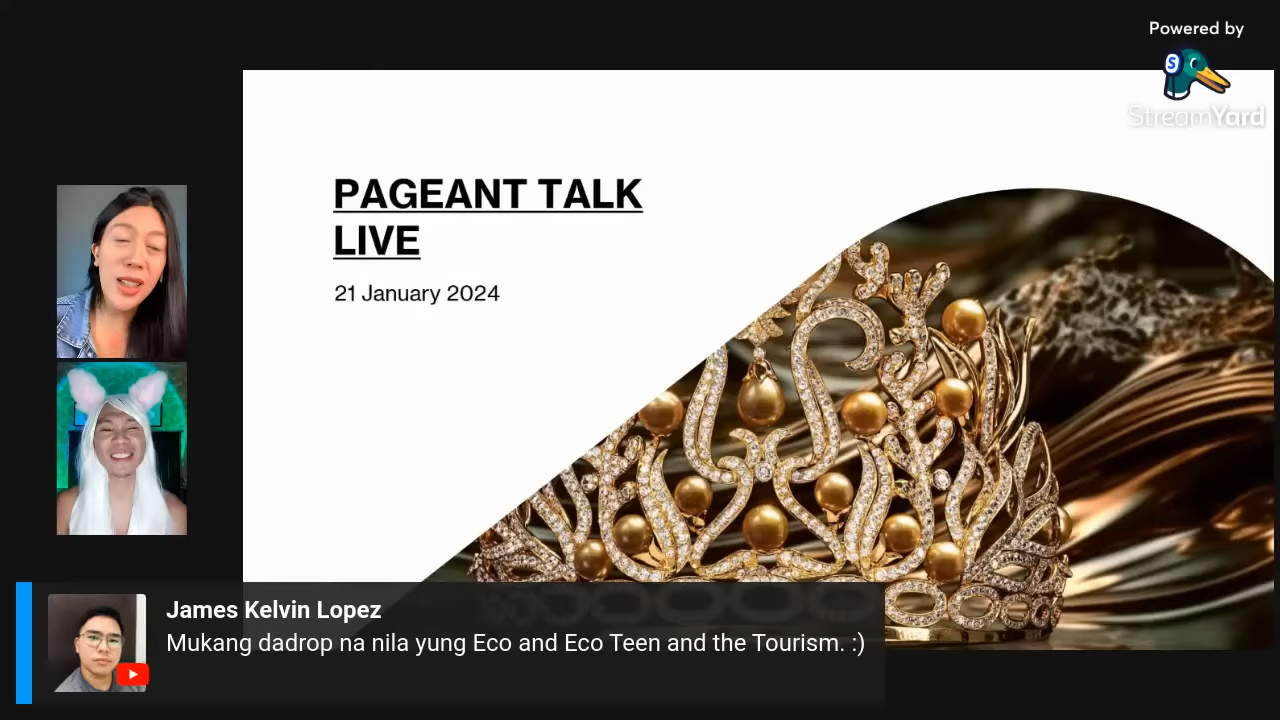 Powered by
StreamYard
PAGEANT TALK
LIVE
21 January 2024
James Kelvin Lopez
Mukang dadrop na nila yung Eco and Eco Teen and the Tourism. :)